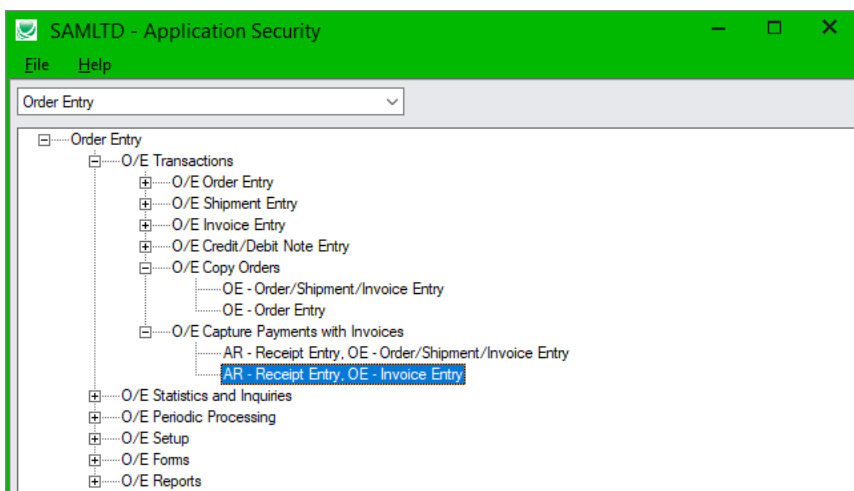 SAMLTD - Application Security
File Help
Order Entry
Order Entry
O/E Transactions
O/E Order Entry
O/E Shipment Entry
O/E Invoice Entry
O/E Credit/Debit Note Entry
O/E Copy Orders
OE - Order/Shipment/Invoice Entry
OE - Order Entry
O/E Capture Payments with Invoices
AR - Receipt Entry, OE - Order/Shipment/Invoice Entry
AR - Receipt Entry, OE - Invoice Entry
O/E Statistics and Inquiries
O/E Periodic Processing
O/E Setup
O/E Forms
O/E Reports